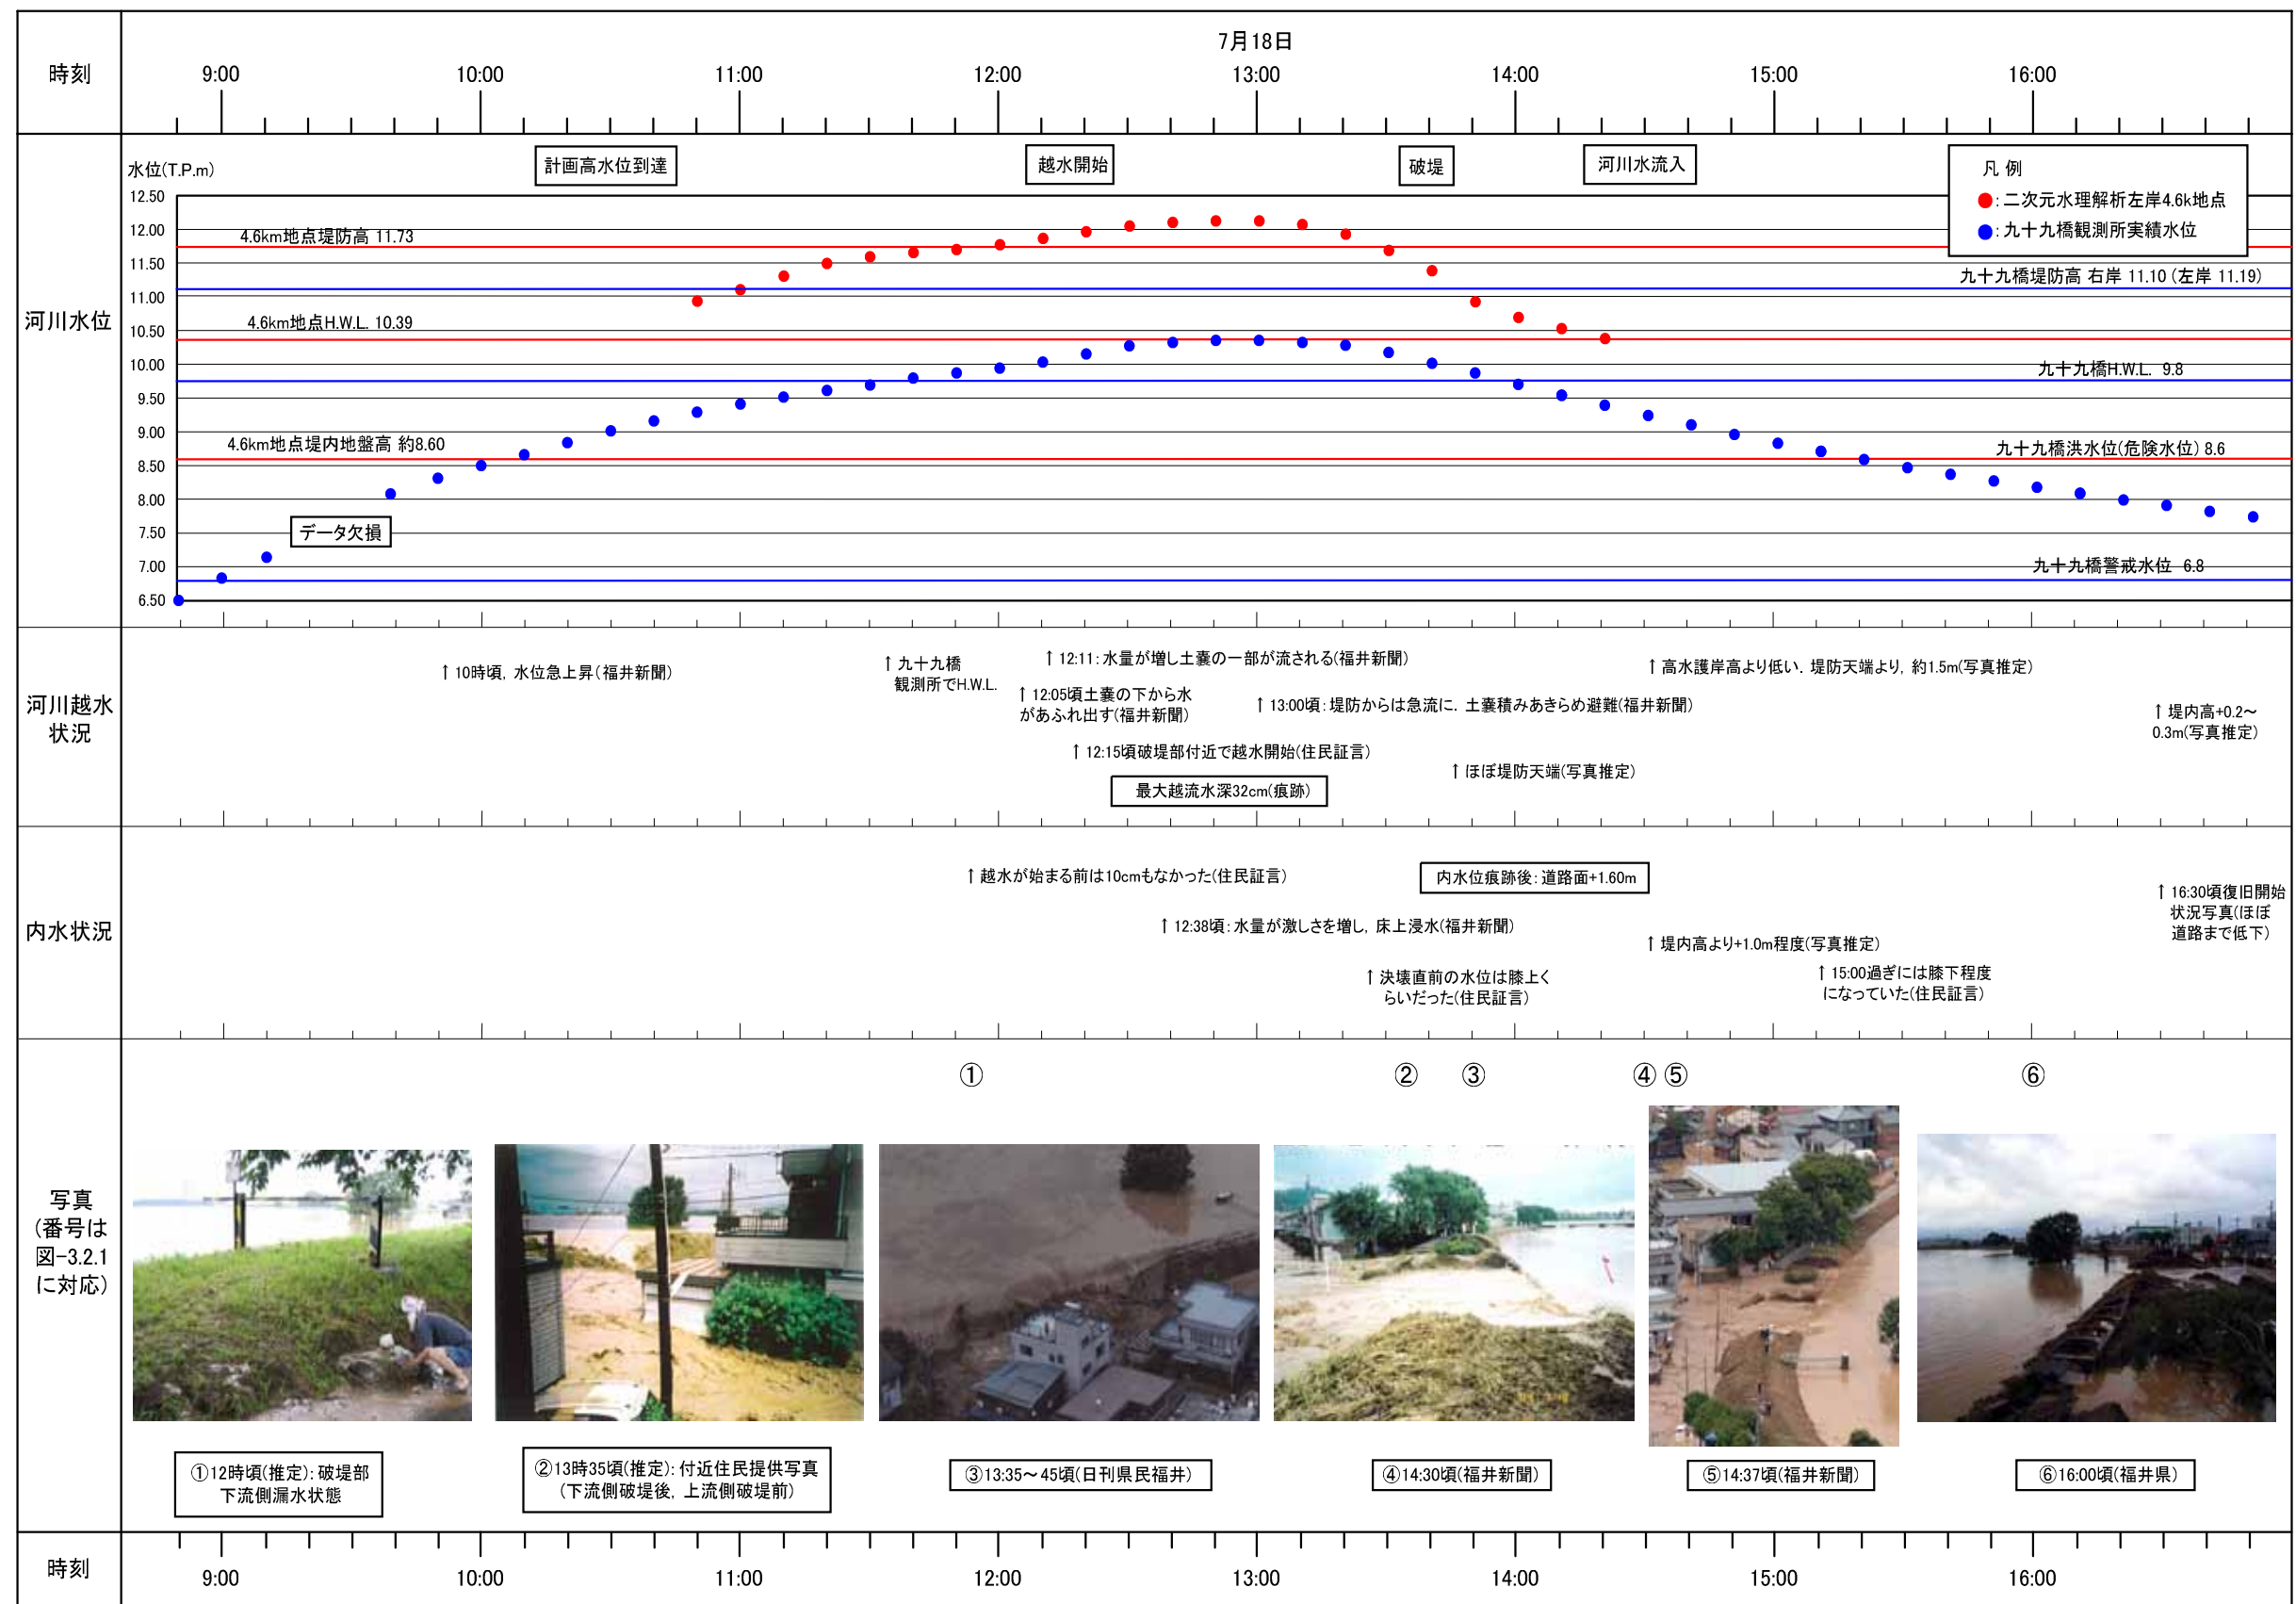 7月18日
時刻
9:00 10:00 11:00 12:00 13:00 14:00 15:00 16:00
計画高水位到達
越水開始
破堤
河川水流入
凡 例
●：二次元水理解析左岸4.6k地点
●：九十九橋観測所実績水位
河川水位
水位(T.P.m)
12.50
12.00
11.50
11.00
10.50
10.00
9.50
9.00
8.50
8.00
7.50
7.00
6.50
4.6km地点堤防高 11.73
九十九橋堤防高 右岸 11.10 (左岸 11.19)
4.6km地点H.W.L. 10.39
九十九橋H.W.L. 9.8
4.6km地点堤内地盤高 約8.60
九十九橋洪水位(危険水位) 8.6
データ欠損
九十九橋警戒水位 6.8
河川越水
状況
↑ 10時頃，水位急上昇(福井新聞)
↑ 九十九橋
観測所でH.W.L.
↑ 12:11：水量が増し土嚢の一部が流される(福井新聞)
↑ 12:05頃土嚢の下から水
があふれ出す(福井新聞)
↑ 13:00頃：堤防からは急流に．土嚢積みあきらめ避難(福井新聞)
↑ 12:15頃破堤部付近で越水開始(住民証言)
最大越流水深32cm(痕跡)
↑ ほぼ堤防天端(写真推定)
↑ 高水護岸高より低い．堤防天端より，約1.5m(写真推定)
↑ 堤内高+0.2～
0.3m(写真推定)
内水状況
↑ 越水が始まる前は10cmもなかった(住民証言)
内水位痕跡後：道路面+1.60m
↑ 12:38頃：水量が激しさを増し，床上浸水(福井新聞)
↑ 決壊直前の水位は膝上く
らいだった(住民証言)
↑ 堤内高より+1.0m程度(写真推定)
↑ 15:00過ぎには膝下程度
になっていた(住民証言)
↑ 16:30頃復旧開始
状況写真(ほぼ
道路まで低下)
写真
(番号は
図-3.2.1
に対応)
① ② ③ ④ ⑤ ⑥
①12時頃(推定)：破堤部
下流側漏水状態
②13時35頃(推定)：付近住民提供写真
(下流側破堤後，上流側破堤前)
③13:35～45頃(日刊県民福井)
④14:30頃(福井新聞)
⑤14:37頃(福井新聞)
⑥16:00頃(福井県)
時刻
9:00 10:00 11:00 12:00 13:00 14:00 15:00 16:00